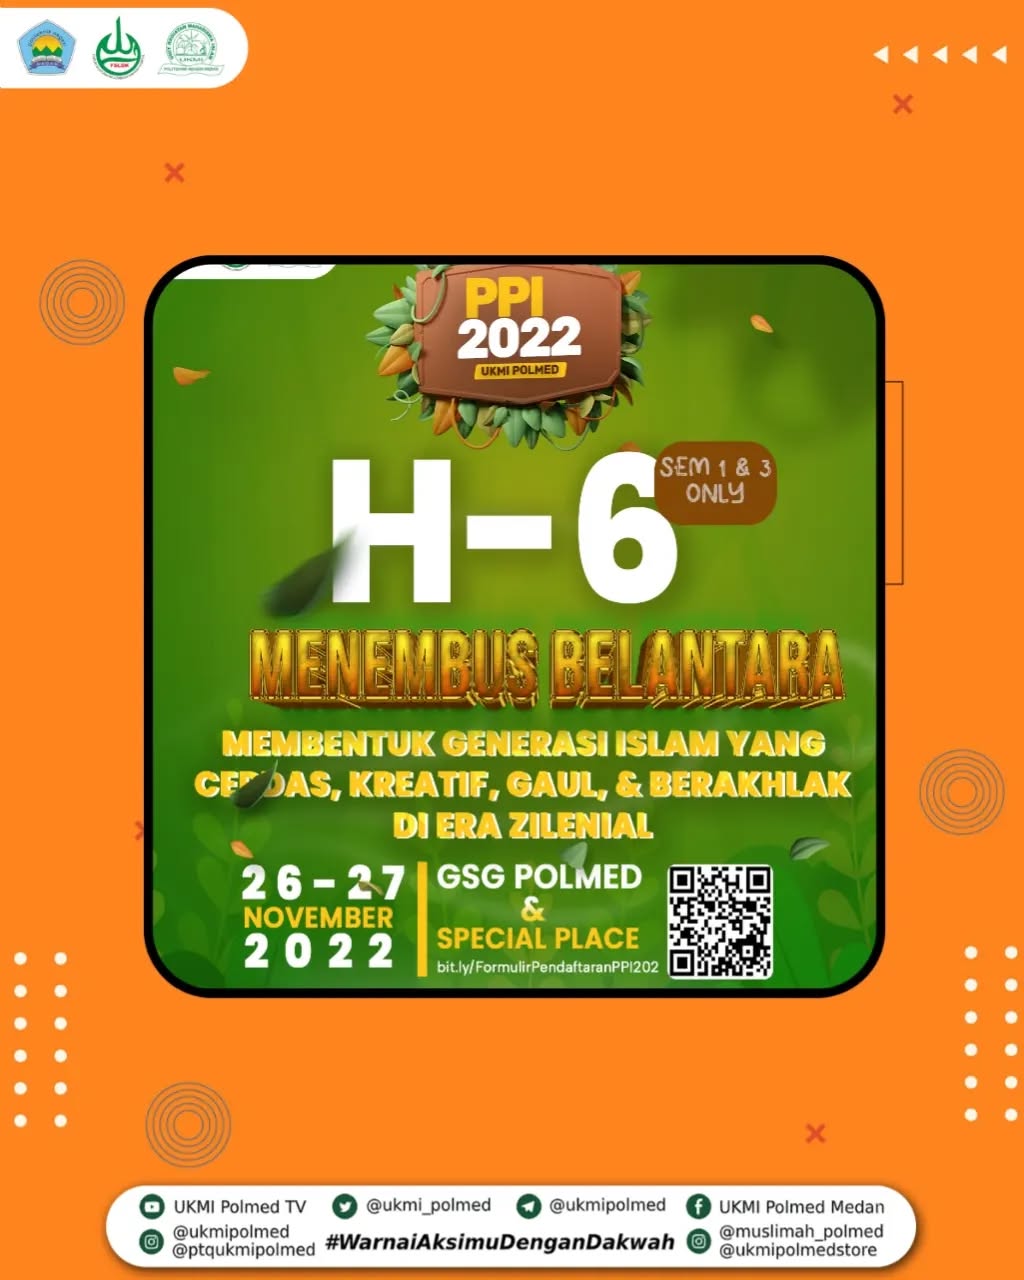 FSLDK
PPI
2022
UKMI POLMED
H-6
SEM 1 & 3
ONLY
MENEMBUS BELANTARA
MEMBENTUK GENERASI ISLAM YANG
CERDAS, KREATIF, GAUL, & BERAKHLAK
DI ERA ZILENIAL
26-27
NOVEMBER
2022
GSG POLMED
&
SPECIAL PLACE
bit.ly/FormulirPendaftaranPPI202
UKMI Polmed TV
@ukmi_polmed
@ukmipolmed
UKMI Polmed Medan
@ukmipolmed
@ptqukmipolmed
#WarnaiAksimuDenganDakwah
@muslimah_polmed
@ukmipolmedstore